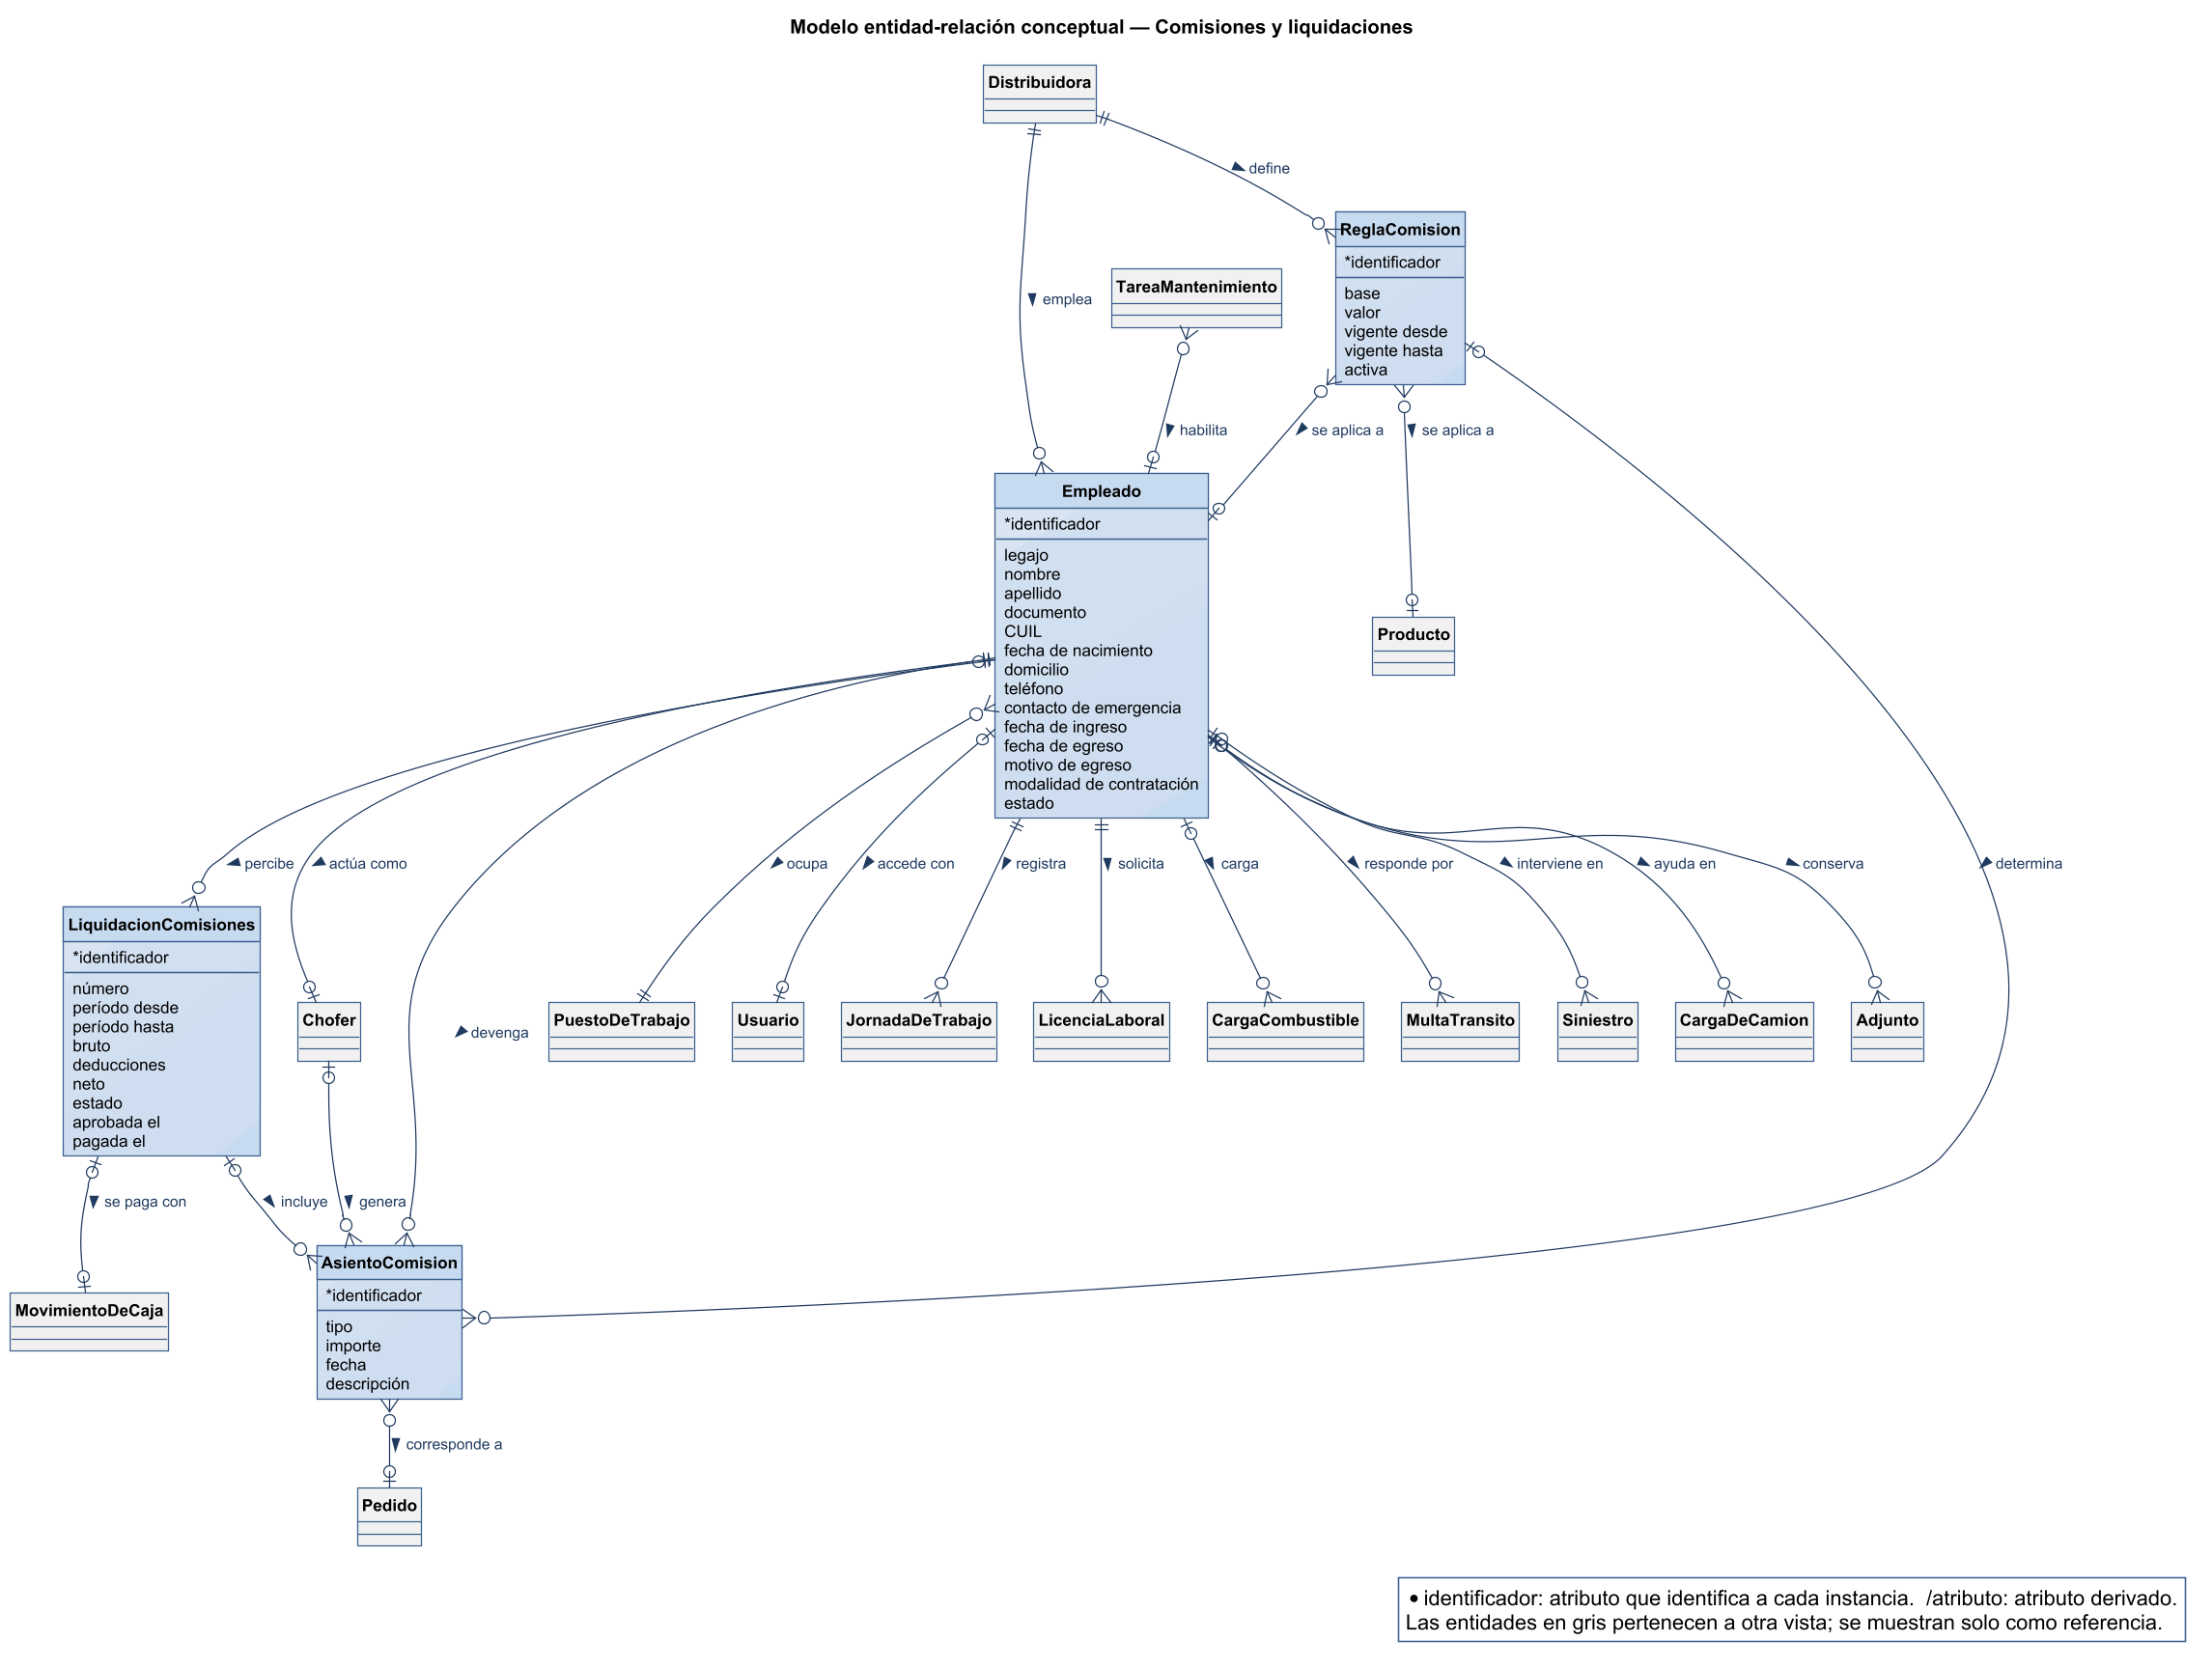 Modelo entidad-relación conceptual — Comisiones y liquidaciones
Distribuidora
define
ReglaComision
*identificador
base
valor
vigente desde
vigente hasta
activa
emplea
TareaMantenimiento
habilita
se aplica a
se aplica a
Empleado
*identificador
legajo
nombre
apellido
documento
CUIL
fecha de nacimiento
domicilio
teléfono
contacto de emergencia
fecha de ingreso
fecha de egreso
motivo de egreso
modalidad de contratación
estado
Producto
percibe
actúa como
ocupa
accede con
registra
solicita
carga
responde por
interviene en
ayuda en
conserva
determina
LiquidacionComisiones
*identificador
número
período desde
período hasta
bruto
deducciones
neto
estado
aprobada el
pagada el
Chofer
devenga
PuestoDeTrabajo
Usuario
JornadaDeTrabajo
LicenciaLaboral
CargaCombustible
MultaTransito
Siniestro
CargaDeCamion
Adjunto
se paga con
incluye
genera
MovimientoDeCaja
AsientoComision
*identificador
tipo
importe
fecha
descripción
corresponde a
Pedido
• identificador: atributo que identifica a cada instancia.  /atributo: atributo derivado.
Las entidades en gris pertenecen a otra vista; se muestran solo como referencia.